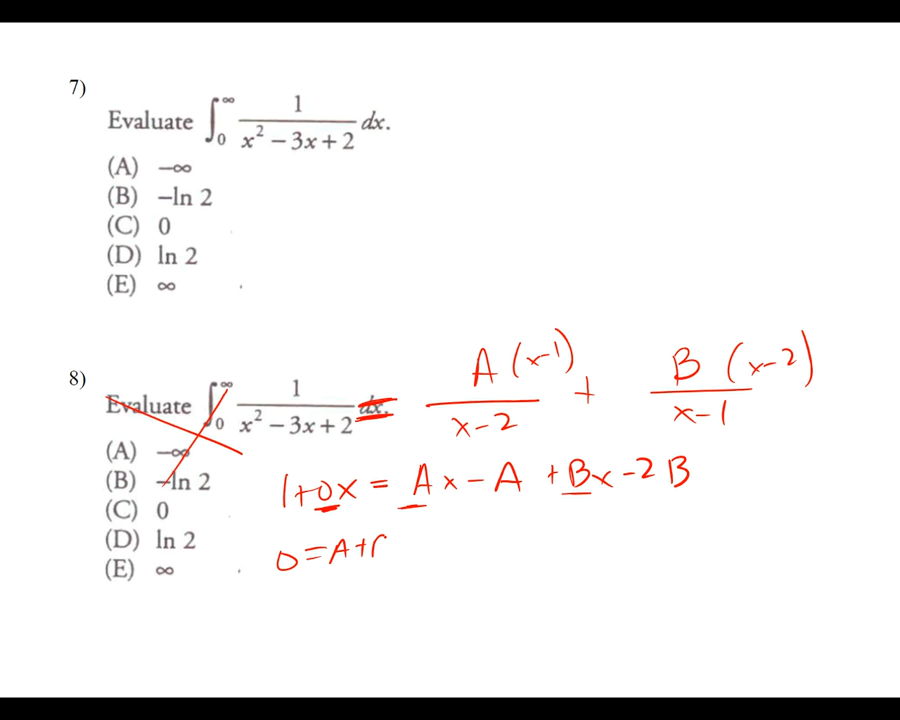 7)
Evaluate ∫₀^∞ 1/(x² − 3x + 2) dx.
(A) −∞
(B) −ln 2
(C) 0
(D) ln 2
(E) ∞
8)
Evaluate ∫₀^∞ 1/(x² − 3x + 2) dx.
A(x-1)/(x-2) + B(x-2)/(x-1)
(A) −∞
(B) −ln 2
1+0x = Ax-A +Bx-2B
(C) 0
(D) ln 2
0=A+
(E) ∞